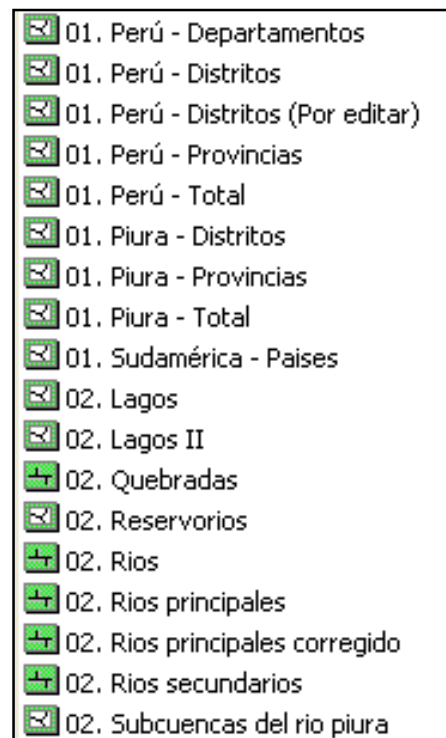 01. Perú - Departamentos
01. Perú - Distritos
01. Perú - Distritos (Por editar)
01. Perú - Provincias
01. Perú - Total
01. Piura - Distritos
01. Piura - Provincias
01. Piura - Total
01. Sudamérica - Paises
02. Lagos
02. Lagos II
02. Quebradas
02. Reservorios
02. Rios
02. Rios principales
02. Rios principales corregido
02. Rios secundarios
02. Subcuencas del rio piura